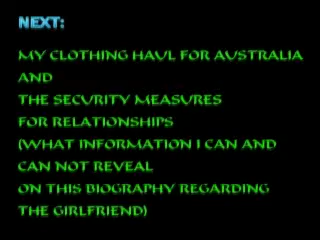 NEXT:
MY CLOTHING HAUL FOR AUSTRALIA
AND
THE SECURITY MEASURES
FOR RELATIONSHIPS
(WHAT INFORMATION I CAN AND
CAN NOT REVEAL
ON THIS BIOGRAPHY REGARDING
THE GIRLFRIEND)